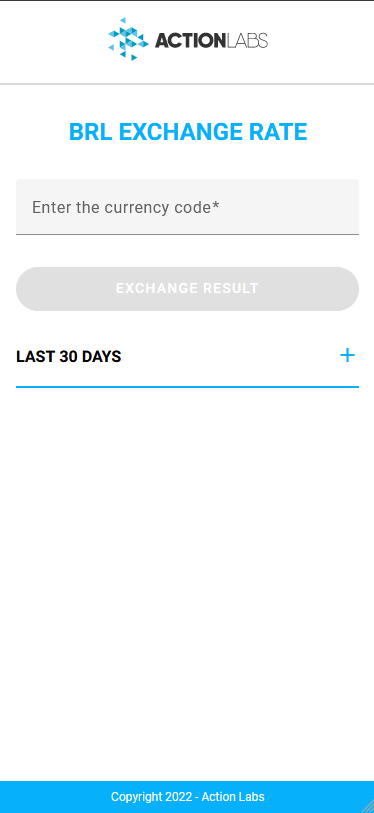 ACTIONLABS
BRL EXCHANGE RATE
Enter the currency code*
EXCHANGE RESULT
LAST 30 DAYS +
Copyright 2022 - Action Labs